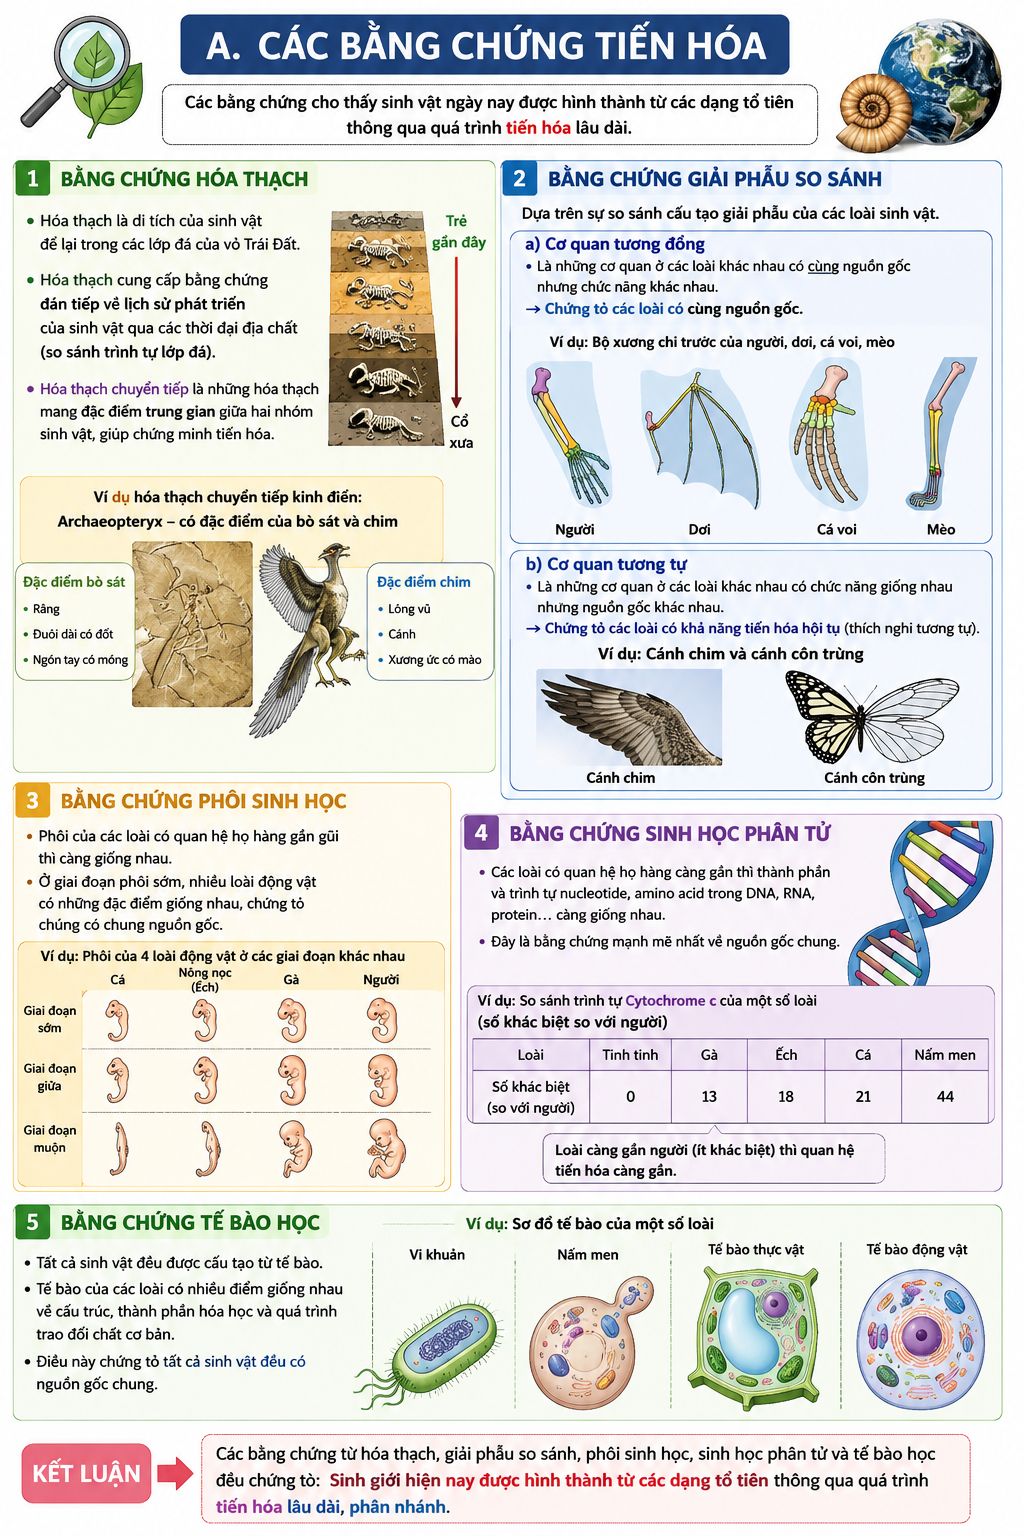 A. CÁC BẰNG CHỨNG TIẾN HÓA
Các bằng chứng cho thấy sinh vật ngày nay được hình thành từ các dạng tổ tiên
thông qua quá trình tiến hóa lâu dài.
1 BẰNG CHỨNG HÓA THẠCH
• Hóa thạch là di tích của sinh vật
để lại trong các lớp đá của vỏ Trái Đất.
• Hóa thạch cung cấp bằng chứng
đán tiếp về lịch sử phát triển
của sinh vật qua các thời đại địa chất
(so sánh trình tự lớp đá).
• Hóa thạch chuyển tiếp là những hóa thạch
mang đặc điểm trung gian giữa hai nhóm
sinh vật, giúp chứng minh tiến hóa.
Trẻ
gần đây
Cổ
xưa
Ví dụ hóa thạch chuyển tiếp kinh điển:
Archaeopteryx – có đặc điểm của bò sát và chim
Đặc điểm bò sát
• Răng
• Đuôi dài có đốt
• Ngón tay có móng
Đặc điểm chim
• Lông vũ
• Cánh
• Xương ức có mào
2 BẰNG CHỨNG GIẢI PHẪU SO SÁNH
Dựa trên sự so sánh cấu tạo giải phẫu của các loài sinh vật.
a) Cơ quan tương đồng
• Là những cơ quan ở các loài khác nhau có cùng nguồn gốc
nhưng chức năng khác nhau.
→ Chứng tỏ các loài có cùng nguồn gốc.
Ví dụ: Bộ xương chi trước của người, dơi, cá voi, mèo
Người
Dơi
Cá voi
Mèo
b) Cơ quan tương tự
• Là những cơ quan ở các loài khác nhau có chức năng giống nhau
nhưng nguồn gốc khác nhau.
→ Chứng tỏ các loài có khả năng tiến hóa hội tụ (thích nghi tương tự).
Ví dụ: Cánh chim và cánh côn trùng
Cánh chim
Cánh côn trùng
3 BẰNG CHỨNG PHÔI SINH HỌC
• Phôi của các loài có quan hệ họ hàng gần gũi
thì càng giống nhau.
• Ở giai đoạn phôi sớm, nhiều loài động vật
có những đặc điểm giống nhau, chứng tỏ
chúng có chung nguồn gốc.
Ví dụ: Phôi của 4 loài động vật ở các giai đoạn khác nhau
Cá
Nòng nọc
(Ếch)
Gà
Người
Giai đoạn
sớm
Giai đoạn
giữa
Giai đoạn
muộn
4 BẰNG CHỨNG SINH HỌC PHÂN TỬ
• Các loài có quan hệ họ hàng càng gần thì thành phần
và trình tự nucleotide, amino acid trong DNA, RNA,
protein... càng giống nhau.
• Đây là bằng chứng mạnh mẽ nhất về nguồn gốc chung.
Ví dụ: So sánh trình tự Cytochrome c của một số loài
(số khác biệt so với người)
Loài Tinh tinh Gà Ếch Cá Nấm men
Số khác biệt
(so với người) 0 13 18 21 44
Loài càng gần người (ít khác biệt) thì quan hệ
tiến hóa càng gần.
5 BẰNG CHỨNG TẾ BÀO HỌC
• Tất cả sinh vật đều được cấu tạo từ tế bào.
• Tế bào của các loài có nhiều điểm giống nhau
về cấu trúc, thành phần hóa học và quá trình
trao đổi chất cơ bản.
• Điều này chứng tỏ tất cả sinh vật đều có
nguồn gốc chung.
Ví dụ: Sơ đồ tế bào của một số loài
Vi khuẩn
Nấm men
Tế bào thực vật
Tế bào động vật
KẾT LUẬN
Các bằng chứng từ hóa thạch, giải phẫu so sánh, phôi sinh học, sinh học phân tử và tế bào học
đều chứng tỏ: Sinh giới hiện nay được hình thành từ các dạng tổ tiên thông qua quá trình
tiến hóa lâu dài, phân nhánh.